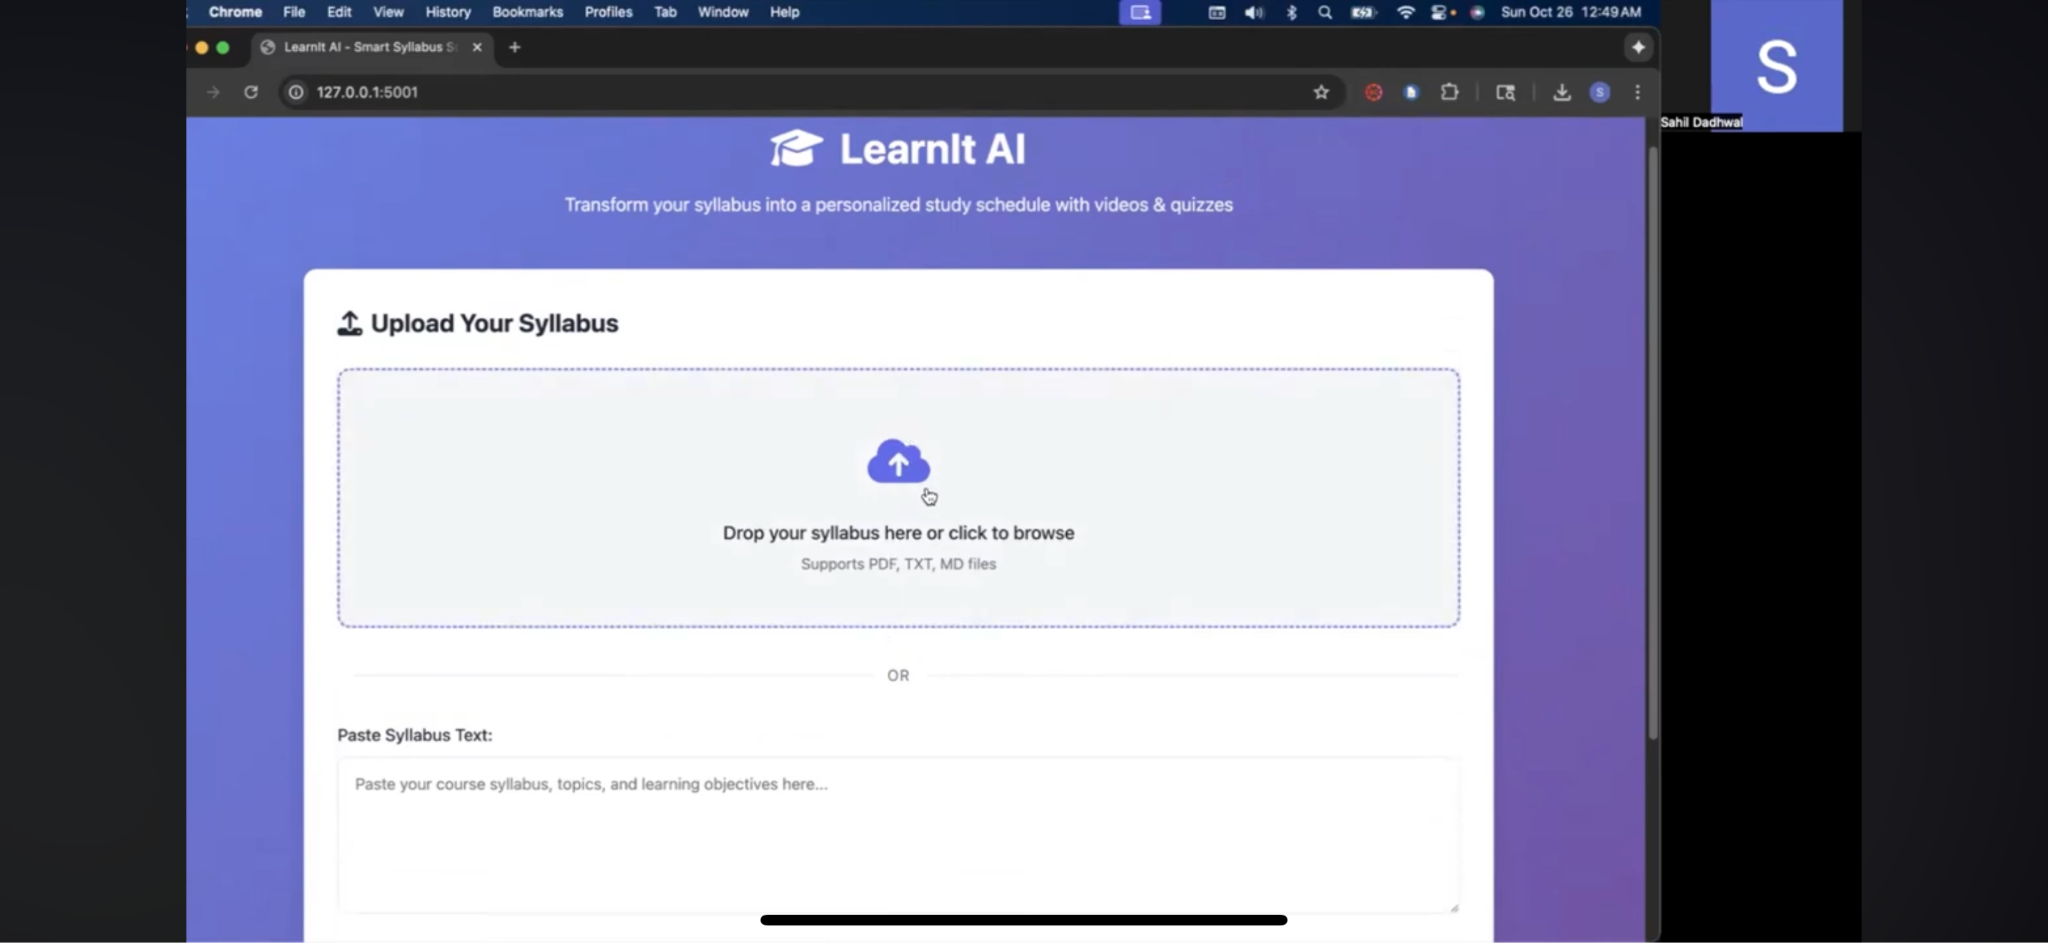 Chrome File Edit View History Bookmarks Profiles Tab Window Help Sun Oct 26 12:49 AM
LearnIt AI - Smart Syllabus
127.0.0.1:5001
S
S
Sahil Dadhwal
LearnIt AI
Transform your syllabus into a personalized study schedule with videos & quizzes
Upload Your Syllabus
Drop your syllabus here or click to browse
Supports PDF, TXT, MD files
OR
Paste Syllabus Text:
Paste your course syllabus, topics, and learning objectives here...